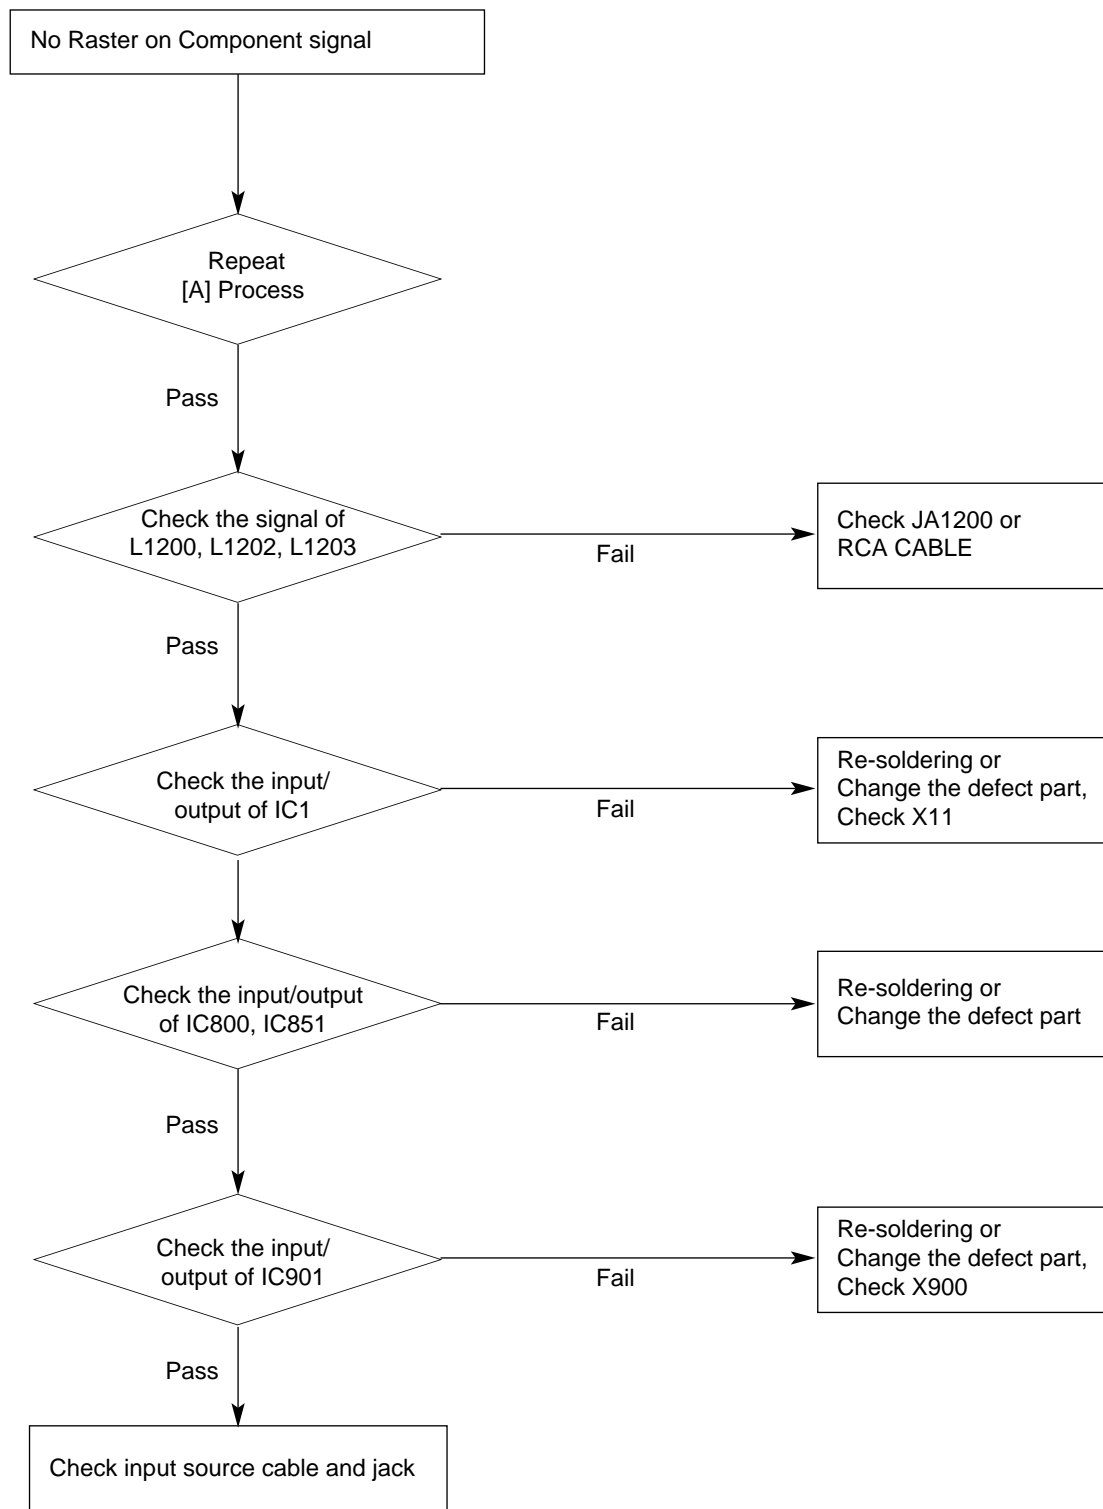 No Raster on Component signal
Repeat
[A] Process
Pass
Check the signal of
L1200, L1202, L1203
Fail
Check JA1200 or
RCA CABLE
Pass
Check the input/
output of IC1
Fail
Re-soldering or
Change the defect part,
Check X11
Check the input/output
of IC800, IC851
Fail
Re-soldering or
Change the defect part
Pass
Check the input/
output of IC901
Fail
Re-soldering or
Change the defect part,
Check X900
Pass
Check input source cable and jack